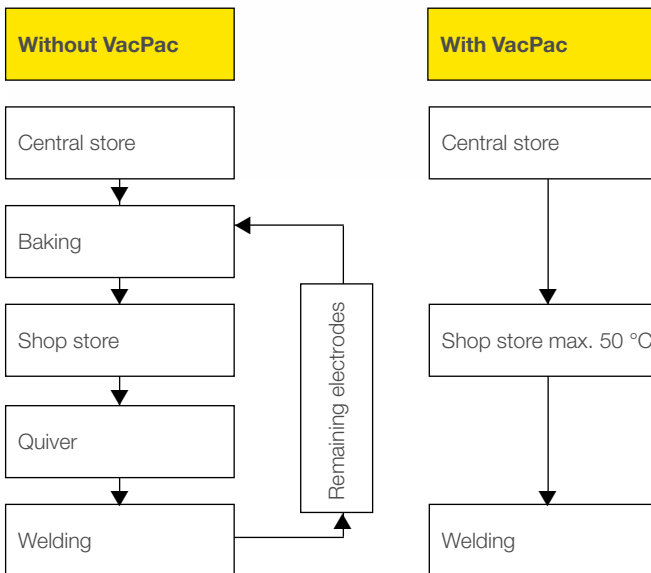 Without VacPac
Central store
Baking
Shop store
Quiver
Welding
Remaining electrodes
With VacPac
Central store
Shop store max. 50 °C
Welding